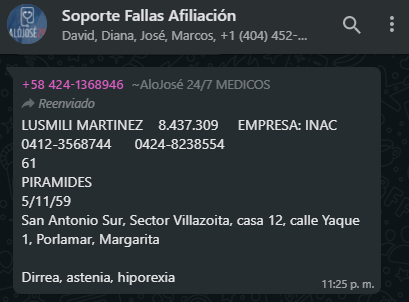 ALOJOSÉ
Soporte Fallas Afiliación
David, Diana, José, Marcos, +1 (404) 452-...
+58 424-1368946 ~AloJosé 24/7 MEDICOS
Reenviado
LUSMILI MARTINEZ 8.437.309 EMPRESA: INAC
0412-3568744 0424-8238554
61
PIRAMIDES
5/11/59
San Antonio Sur, Sector Villazoita, casa 12, calle Yaque
1, Porlamar, Margarita
Dirrea, astenia, hiporexia
11:25 p. m.